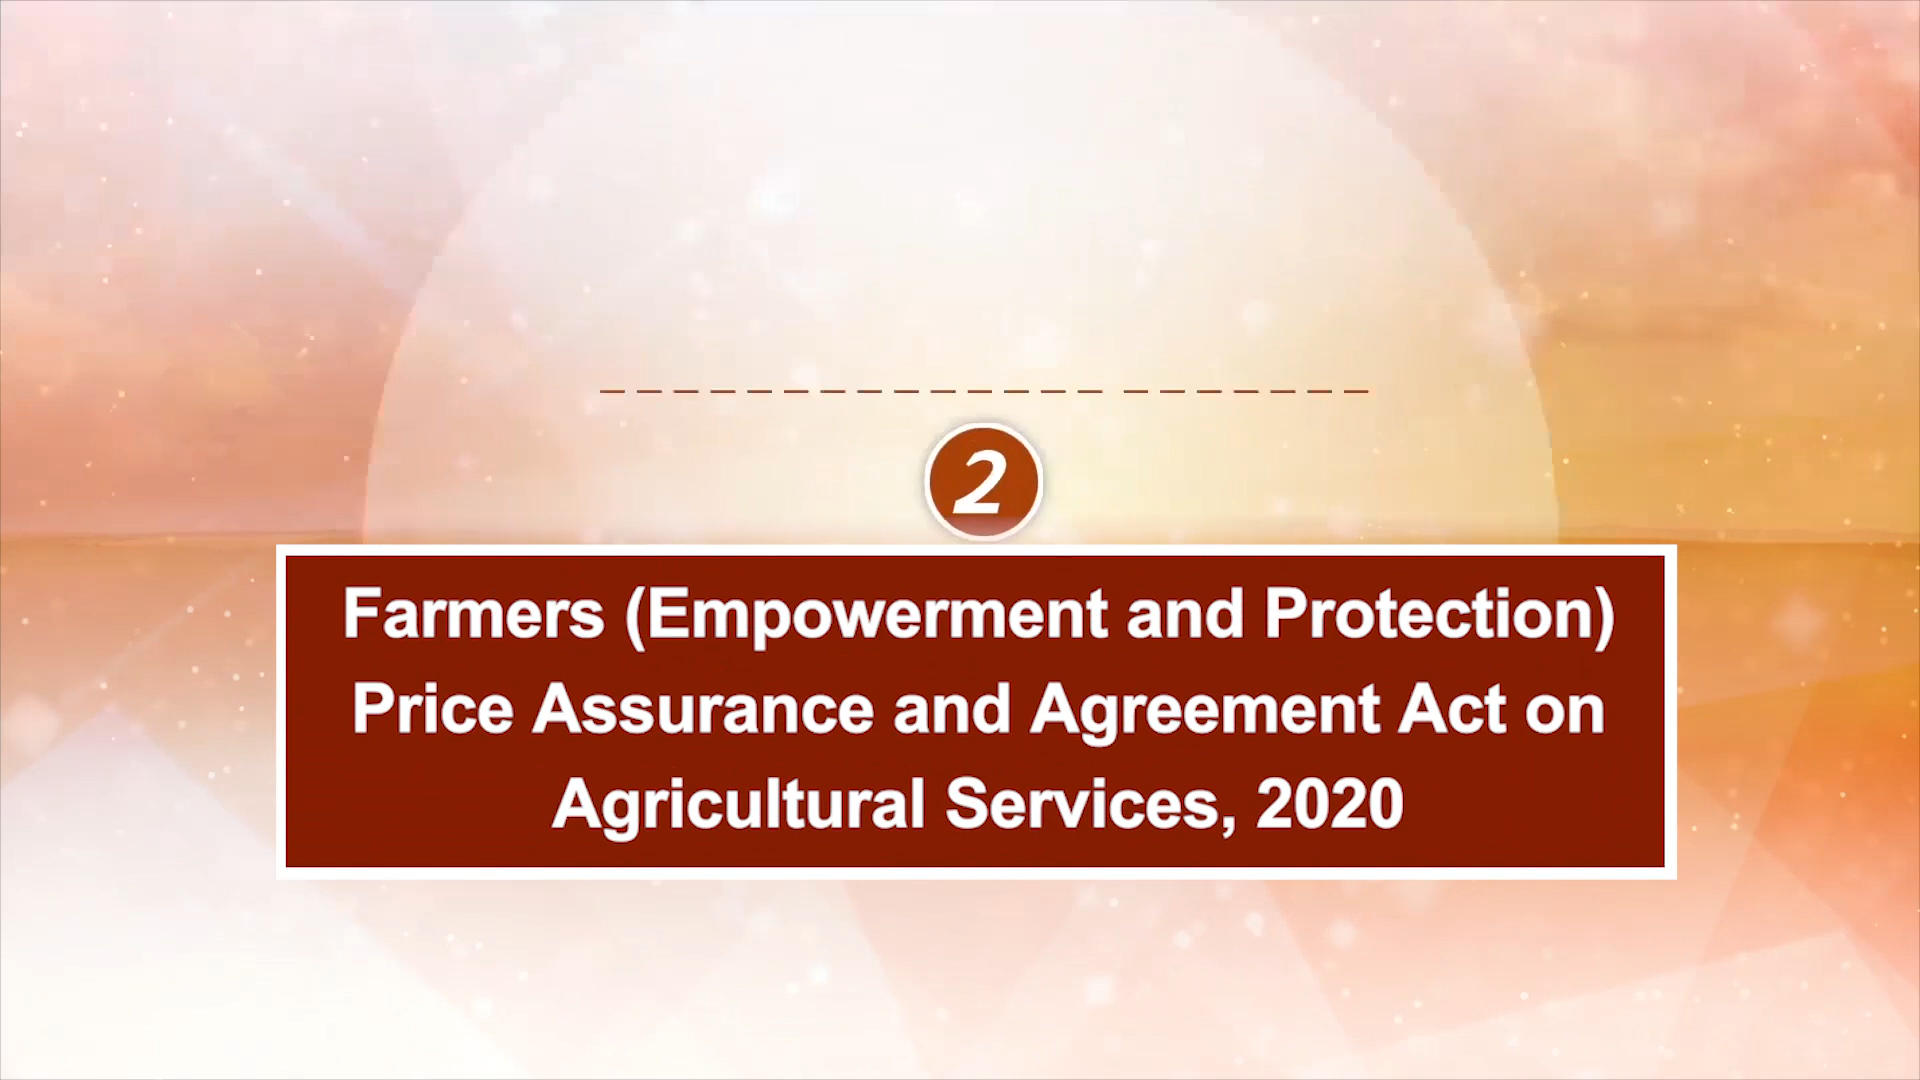 2
Farmers (Empowerment and Protection)
Price Assurance and Agreement Act on
Agricultural Services, 2020